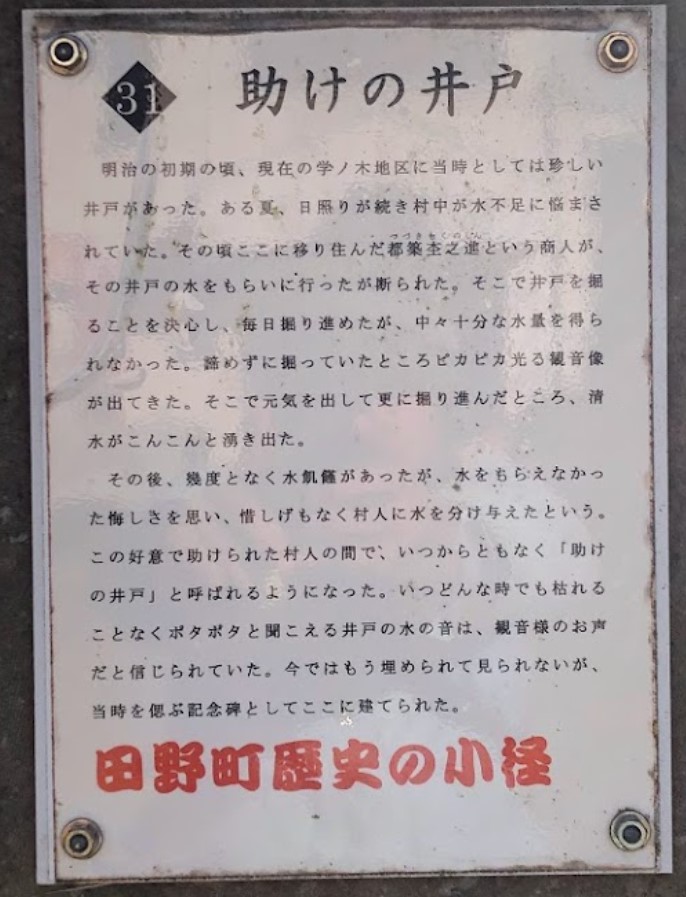 31 助けの井戸
明治の初期の頃、現在の学ノ木地区に当時としては珍しい
井戸があった。ある夏、日照りが続き村中が水不足に悩まさ
れていた。その頃ここに移り住んだ都築杢之進という商人が、
その井戸の水をもらいに行ったが断られた。そこで井戸を掘
ることを決心し、毎日掘り進めたが、中々十分な水量を得ら
れなかった。諦めずに掘っていたところピカピカ光る観音像
が出てきた。そこで元気を出して更に掘り進んだところ、清
水がこんこんと湧き出た。
その後、幾度となく水飢饉があったが、水をもらえなかっ
た悔しさを思い、惜しげもなく村人に水を分け与えたという。
この好意で助けられた村人の間で、いつからともなく「助け
の井戸」と呼ばれるようになった。いつどんな時でも枯れる
ことなくポタポタと聞こえる井戸の水の音は、観音様のお声
だと信じられていた。今ではもう埋められて見られないが、
当時を偲ぶ記念碑としてここに建てられた。
田野町歴史の小径